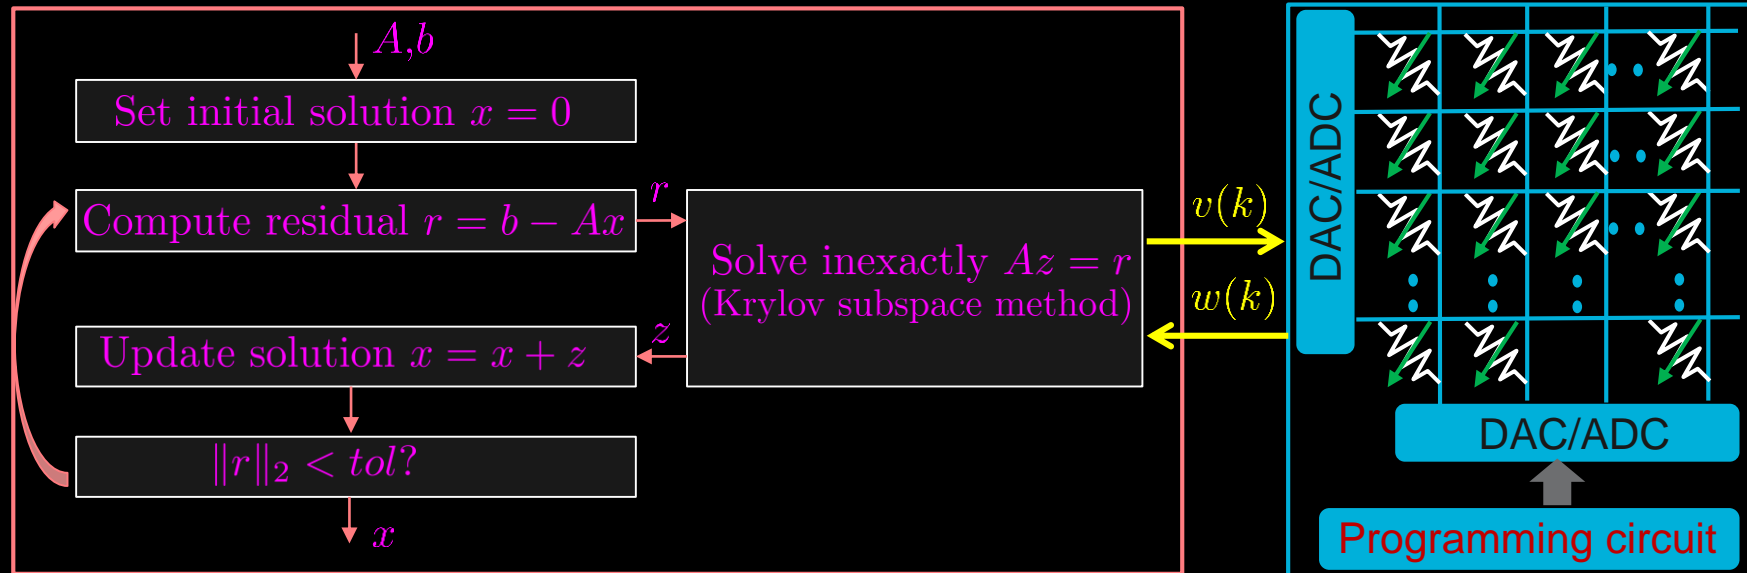 A,b
Set initial solution x = 0
Compute residual r = b − Ax
r
Solve inexactly Az = r
(Krylov subspace method)
z
Update solution x = x + z
‖r‖₂ < tol?
x
v(k)
w(k)
DAC/ADC
DAC/ADC
Programming circuit